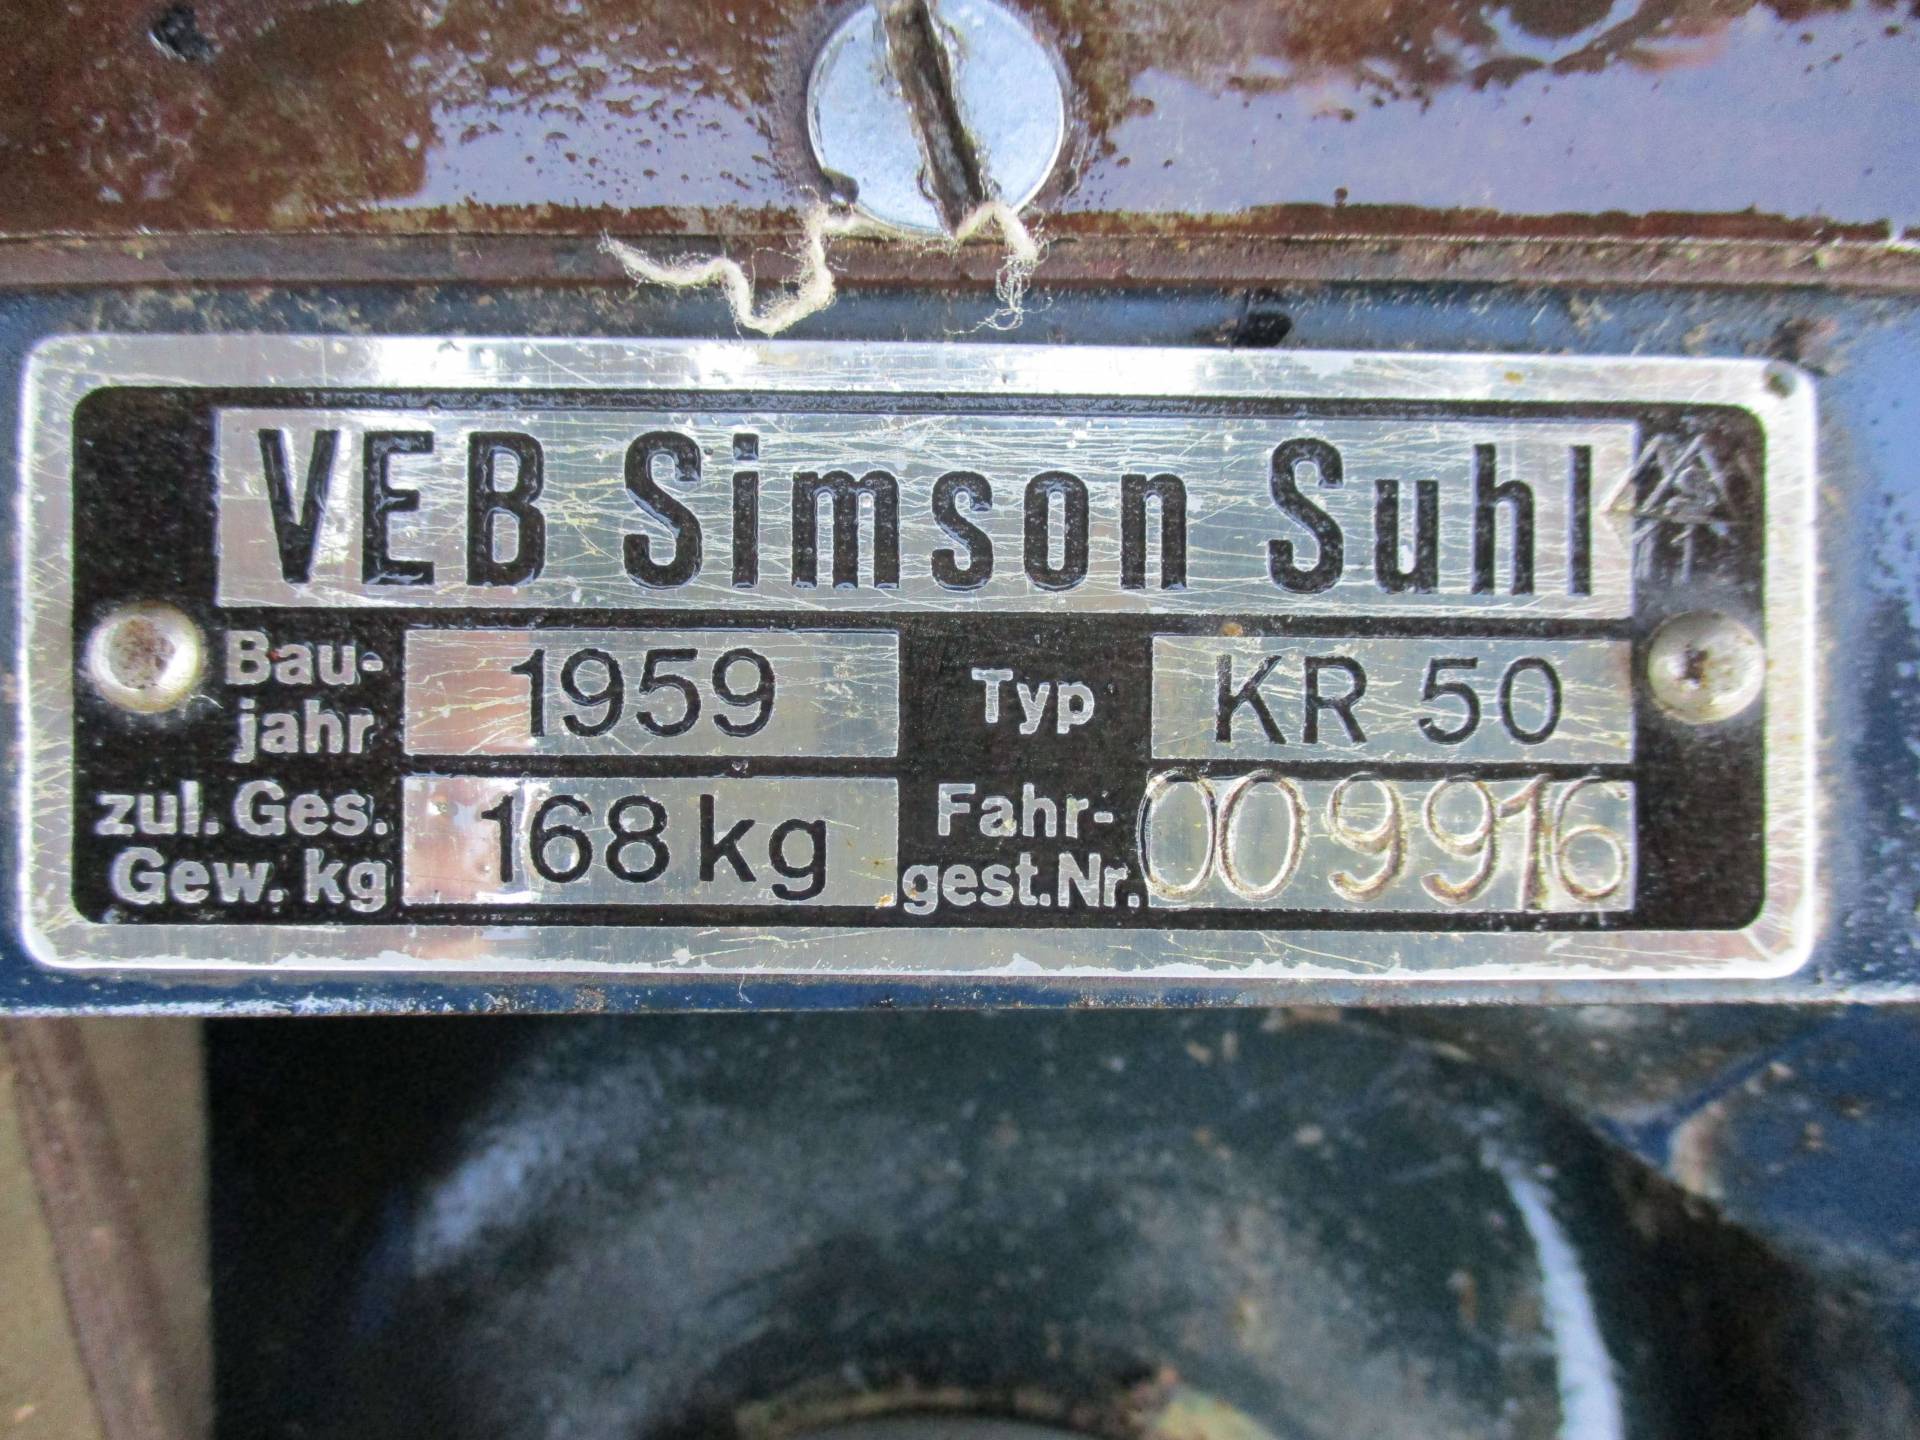 VEB Simson Suhl
Bau-
jahr
1959
Typ
KR 50
zul. Ges.
Gew. kg
168 kg
Fahr-
gest.Nr.
009916